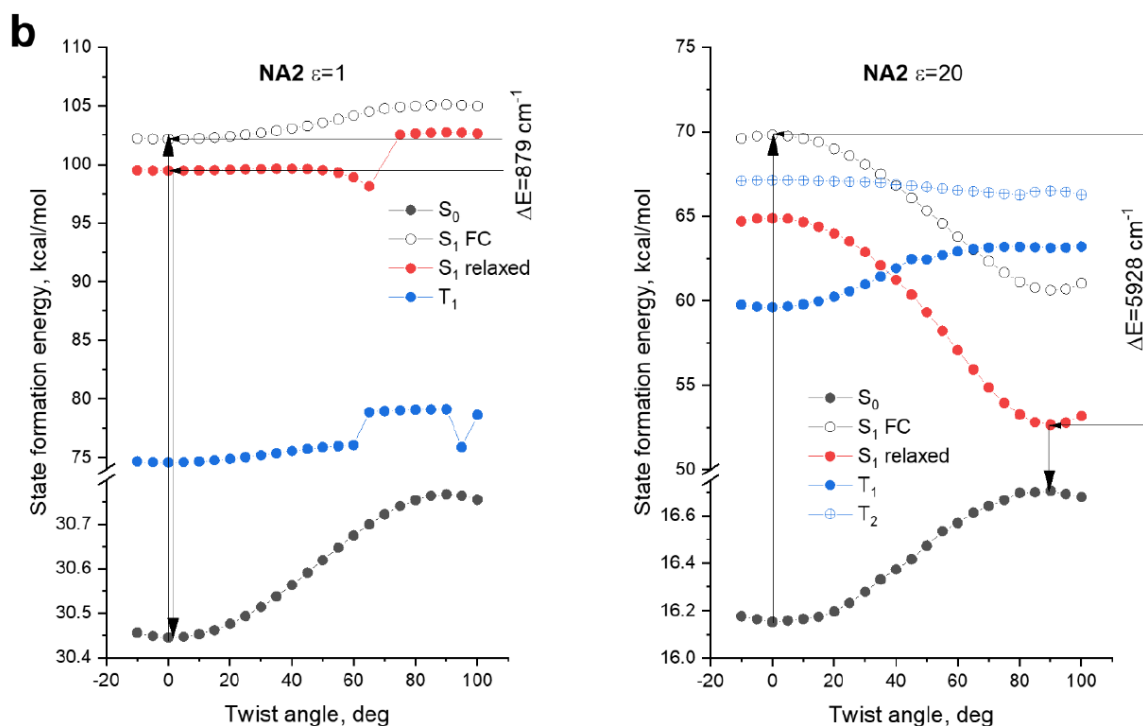 b
NA2 ε=1
State formation energy, kcal/mol
110
105
100
95
90
85
80
75
30.7
30.6
30.5
30.4
-20 0 20 40 60 80 100
Twist angle, deg
S0
S1 FC
S1 relaxed
T1
ΔE=879 cm-1
NA2 ε=20
State formation energy, kcal/mol
75
70
65
60
55
50
16.6
16.4
16.2
16.0
-20 0 20 40 60 80 100
Twist angle, deg
S0
S1 FC
S1 relaxed
T1
T2
ΔE=5928 cm-1